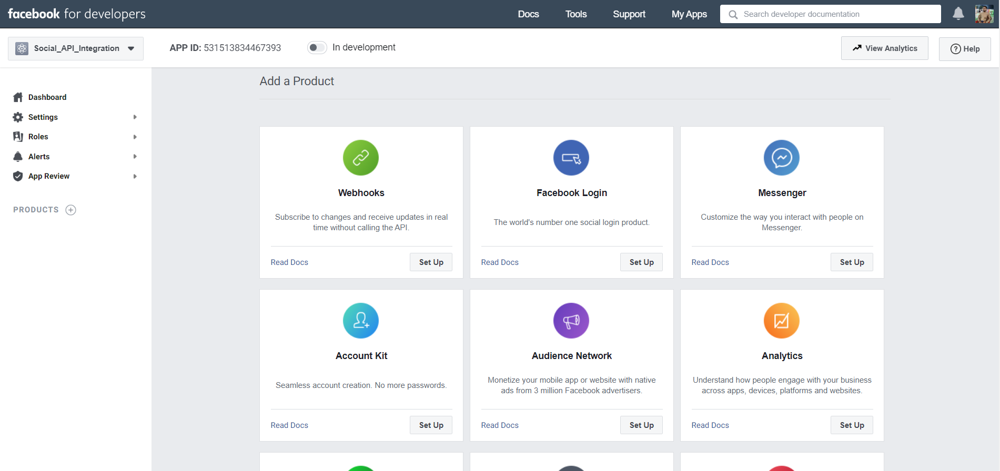 facebook for developers
Docs
Tools
Support
My Apps
Search developer documentation
Social_API_Integration
APP ID: 531513834467393
In development
View Analytics
Help
Dashboard
Settings
Roles
Alerts
App Review
PRODUCTS
Add a Product
Webhooks
Subscribe to changes and receive updates in real
time without calling the API.
Read Docs
Set Up
Facebook Login
The world's number one social login product.
Read Docs
Set Up
Messenger
Customize the way you interact with people on
Messenger.
Read Docs
Set Up
Account Kit
Seamless account creation. No more passwords.
Read Docs
Set Up
Audience Network
Monetize your mobile app or website with native
ads from 3 million Facebook advertisers.
Read Docs
Set Up
Analytics
Understand how people engage with your business
across apps, devices, platforms and websites.
Read Docs
Set Up